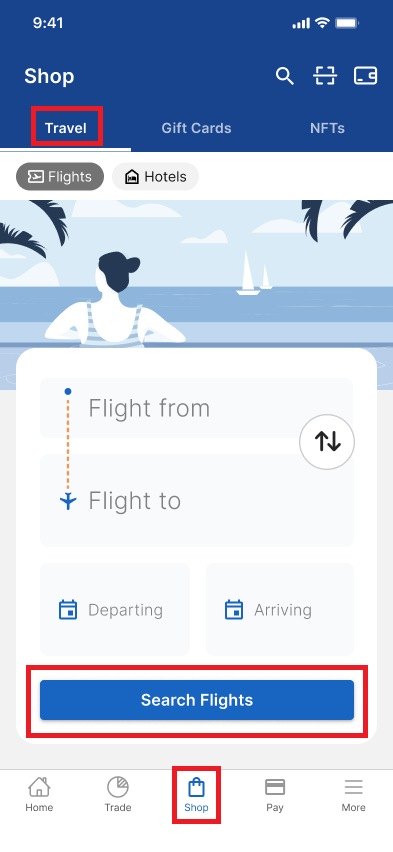 9:41
Shop
Travel Gift Cards NFTs
Flights Hotels
Flight from
Flight to
Departing Arriving
Search Flights
Home Trade Shop Pay More